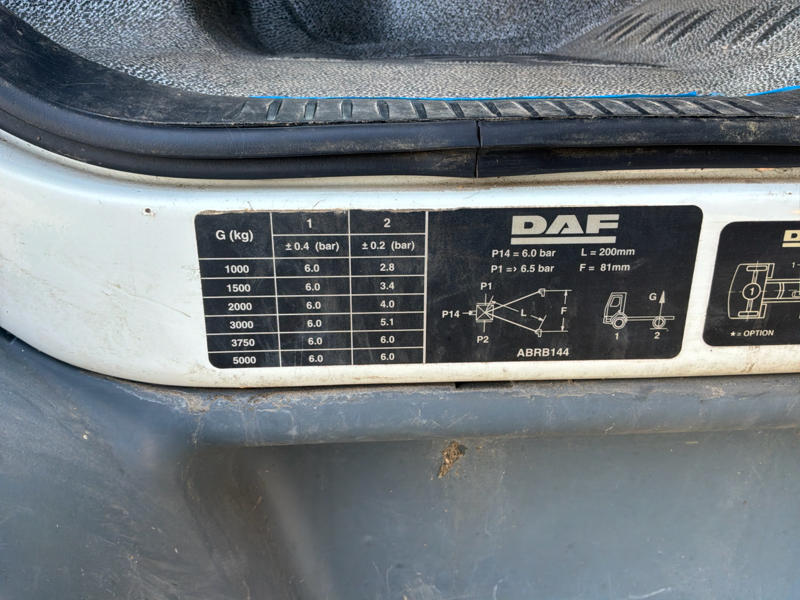 G (kg) 1 2
± 0.4 (bar) ± 0.2 (bar)
1000 6.0 2.8
1500 6.0 3.4
2000 6.0 4.0
3000 6.0 5.1
3750 6.0 6.0
5000 6.0 6.0
DAF
P14 = 6.0 bar L = 200mm
P1 => 6.5 bar F = 81mm
P1
P14
L
F
P2
G
1 2
ABRB144
1
1
* = OPTION